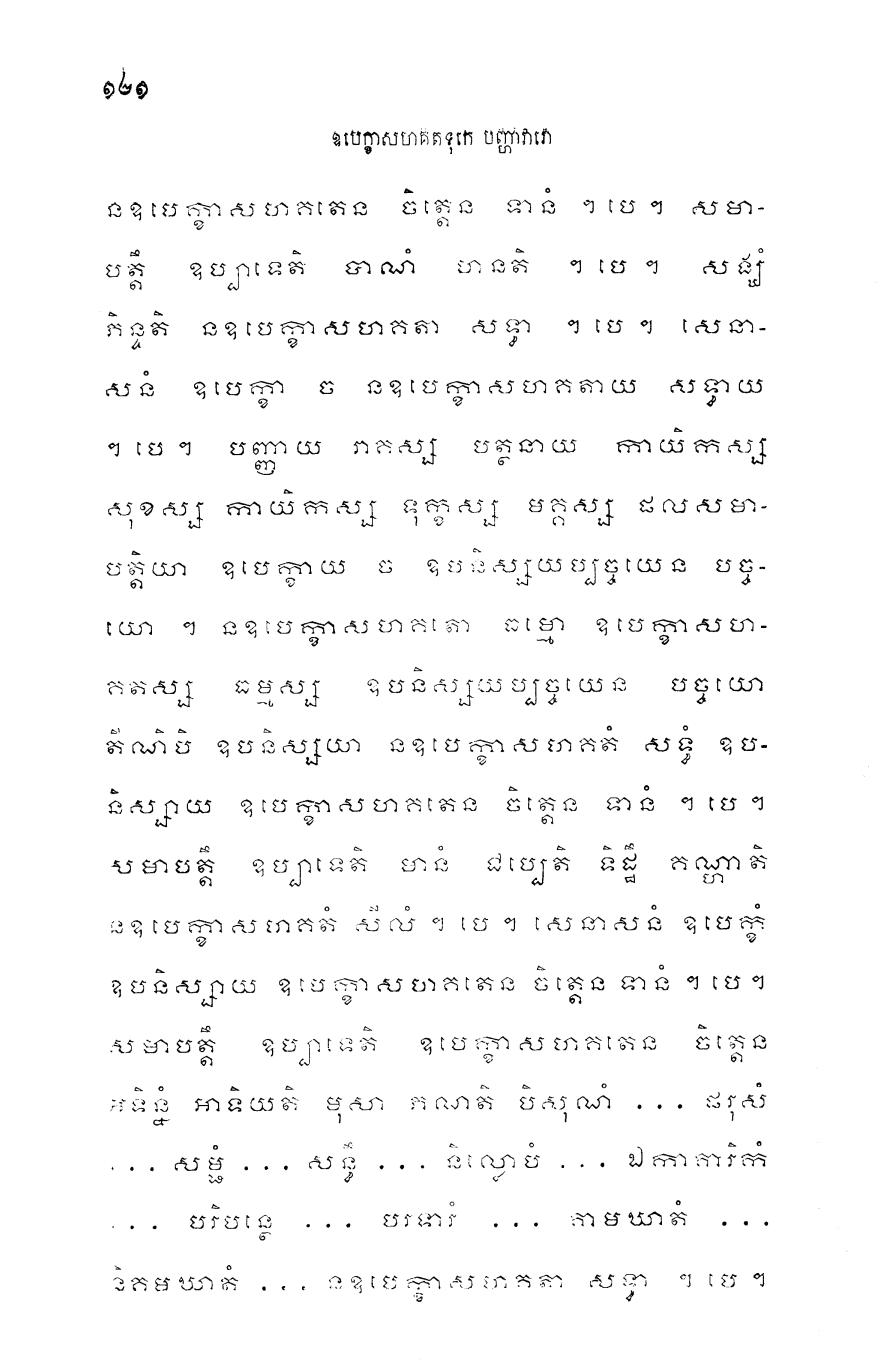 ១២១
ឧបេក្ខាសហគតទុកេ បញ្ហាវារោ
នឧបេក្ខាសហគតេន ចិត្តេន ទានំ ។ បេ ។ សមា-
បត្តឹ ឧប្បាទេតិ បាណំ ហនតិ ។ បេ ។ សង្ឃំ
ភិន្ទតិ នឧបេក្ខាសហគតា សទ្ធា ។ បេ ។ សេនា-
សនំ ឧបេក្ខា ច នឧបេក្ខាសហគតាយ សទ្ធាយ
។ បេ ។ បញ្ញាយ រាគស្ស បត្ថនាយ កាយិកស្ស
សុខស្ស កាយិកស្ស ទុក្ខស្ស មគ្គស្ស ផលសមា-
បត្តិយា ឧបេក្ខាយ ច ឧបនិស្សយប្បច្ចយេន បច្ច-
យោ ។ នឧបេក្ខាសហគតោ ធម្មោ ឧបេក្ខាសហ-
គតស្ស ធម្មស្ស ឧបនិស្សយប្បច្ចយេន បច្ចយោ
តីណិបិ ឧបនិស្សយា នឧបេក្ខាសហគតំ សទ្ធំ ឧប-
និស្សាយ ឧបេក្ខាសហគតេន ចិត្តេន ទានំ ។ បេ ។
សមាបត្តឹ ឧប្បាទេតិ មានំ ជប្បេតិ ទិដ្ឋឹ គណ្ហាតិ
នឧបេក្ខាសហគតំ សីលំ ។ បេ ។ សេនាសនំ ឧបេក្ខំ
ឧបនិស្សាយ ឧបេក្ខាសហគតេន ចិត្តេន ទានំ ។ បេ ។
សមាបត្តឹ ឧប្បាទេតិ ឧបេក្ខាសហគតេន ចិត្តេន
អទិន្នំ អាទិយតិ មុសា ភណតិ បិសុណំ ... ផរុសំ
... សម្ផំ ... សន្ធឹ ... និល្លោបំ ... ឯកាគារិកំ
... បរិបន្ថេ ... បរទារំ ... គាមឃាតំ ...
និគមឃាតំ ... នឧបេក្ខាសហគតា សទ្ធា ។ បេ ។